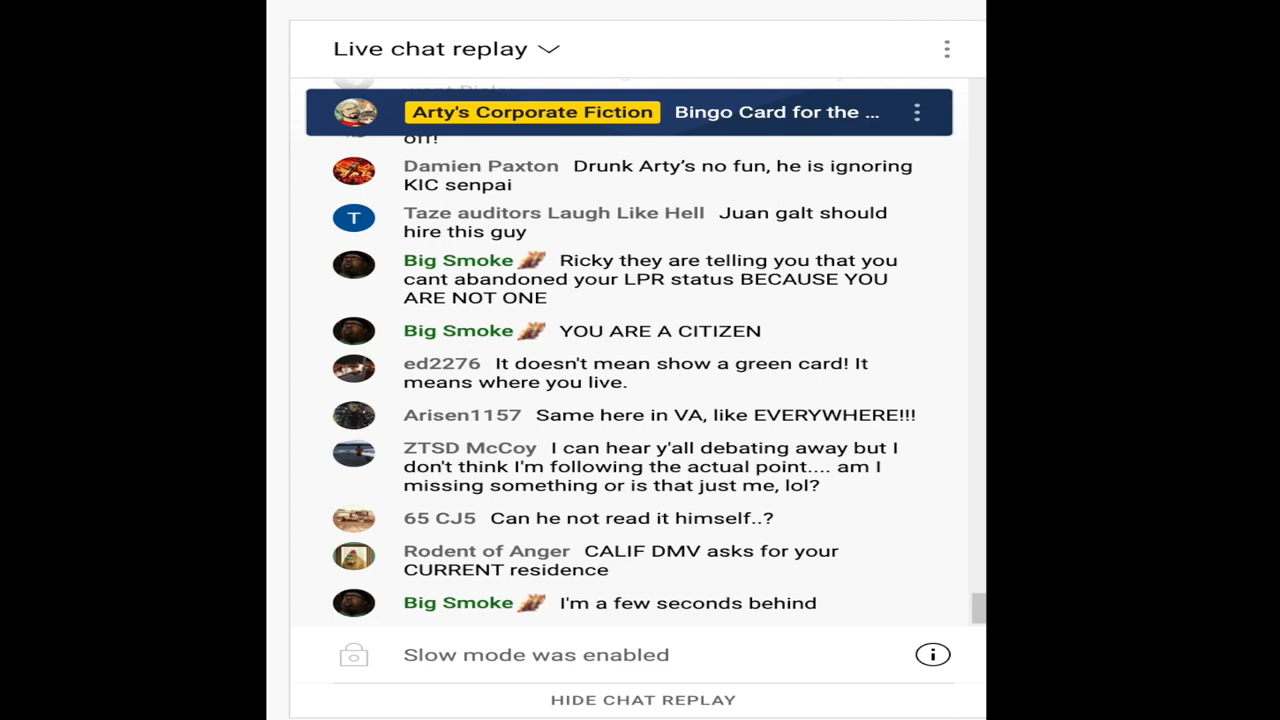 Live chat replay
Arty's Corporate Fiction Bingo Card for the ...
off!
Damien Paxton Drunk Arty’s no fun, he is ignoring
KIC senpai
T Taze auditors Laugh Like Hell Juan galt should
hire this guy
Big Smoke Ricky they are telling you that you
cant abandoned your LPR status BECAUSE YOU
ARE NOT ONE
Big Smoke YOU ARE A CITIZEN
ed2276 It doesn't mean show a green card! It
means where you live.
Arisen1157 Same here in VA, like EVERYWHERE!!!
ZTSD McCoy I can hear y'all debating away but I
don't think I'm following the actual point.... am I
missing something or is that just me, lol?
65 CJ5 Can he not read it himself..?
Rodent of Anger CALIF DMV asks for your
CURRENT residence
Big Smoke I'm a few seconds behind
Slow mode was enabled
HIDE CHAT REPLAY